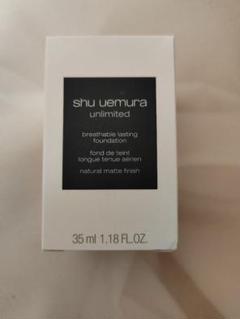 shu uemura
unlimited
breathable lasting
foundation
fond de teint
longue tenue aérien
natural matte finish
35 ml 1.18 FL.OZ.